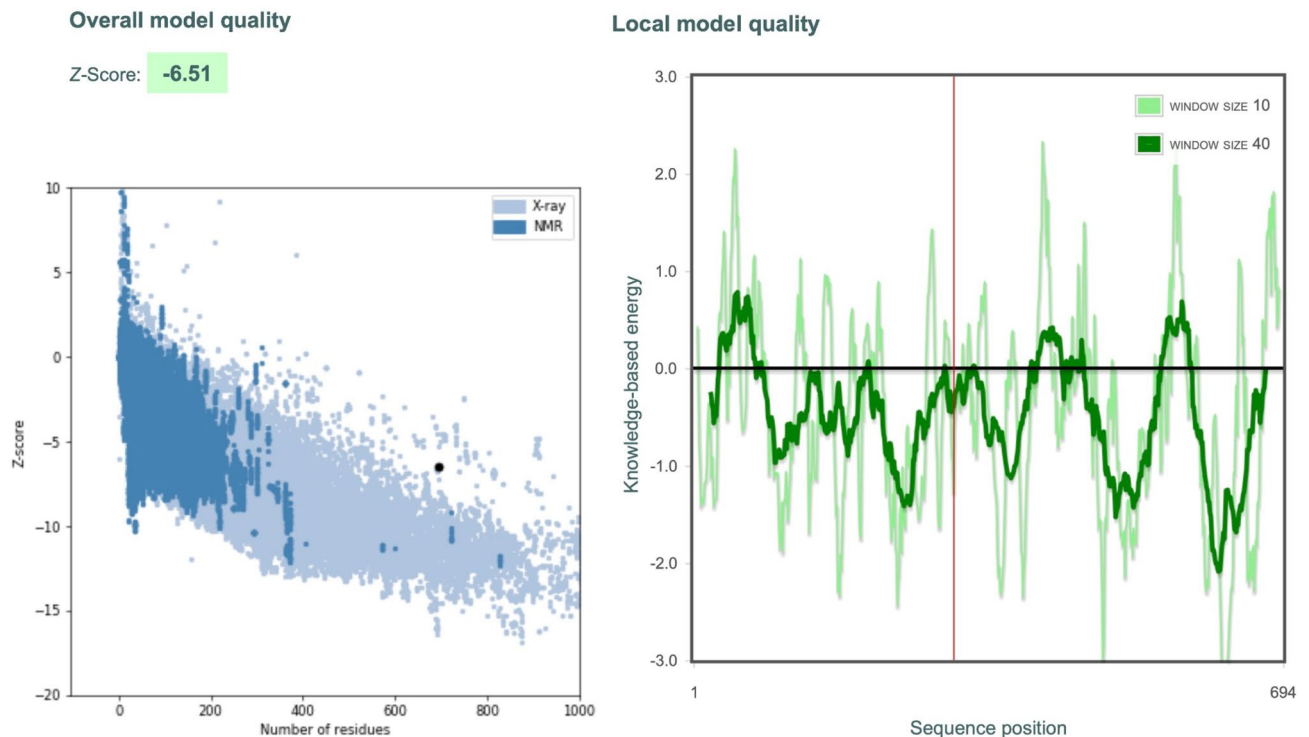 Overall model quality
Z-Score: -6.51
10
5
0
−5
−10
−15
−20
Z-score
0 200 400 600 800 1000
Number of residues
X-ray
NMR
Local model quality
3.0
2.0
1.0
0.0
-1.0
-2.0
-3.0
Knowledge-based energy
WINDOW SIZE 10
WINDOW SIZE 40
1 694
Sequence position